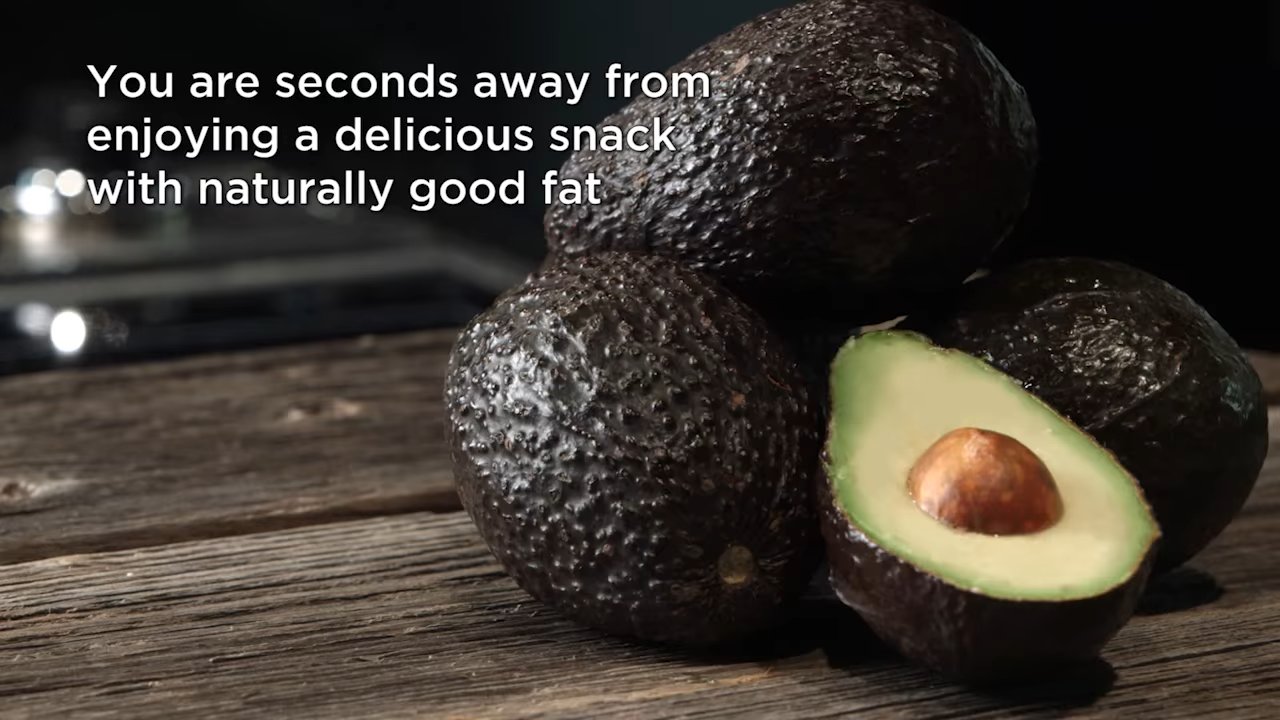 You are seconds away from
enjoying a delicious snack
with naturally good fat